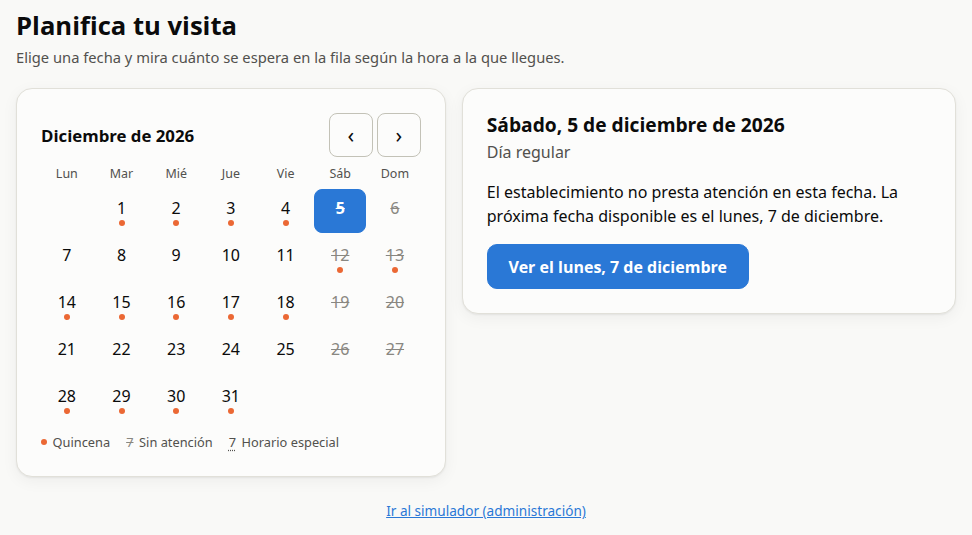 Planifica tu visita
Elige una fecha y mira cuánto se espera en la fila según la hora a la que llegues.
Diciembre de 2026
‹ ›
Lun Mar Mié Jue Vie Sáb Dom
1 2 3 4 5 6
7 8 9 10 11 12 13
14 15 16 17 18 19 20
21 22 23 24 25 26 27
28 29 30 31
Quincena 7 Sin atención 7 Horario especial
Sábado, 5 de diciembre de 2026
Día regular
El establecimiento no presta atención en esta fecha. La
próxima fecha disponible es el lunes, 7 de diciembre.
Ver el lunes, 7 de diciembre
Ir al simulador (administración)